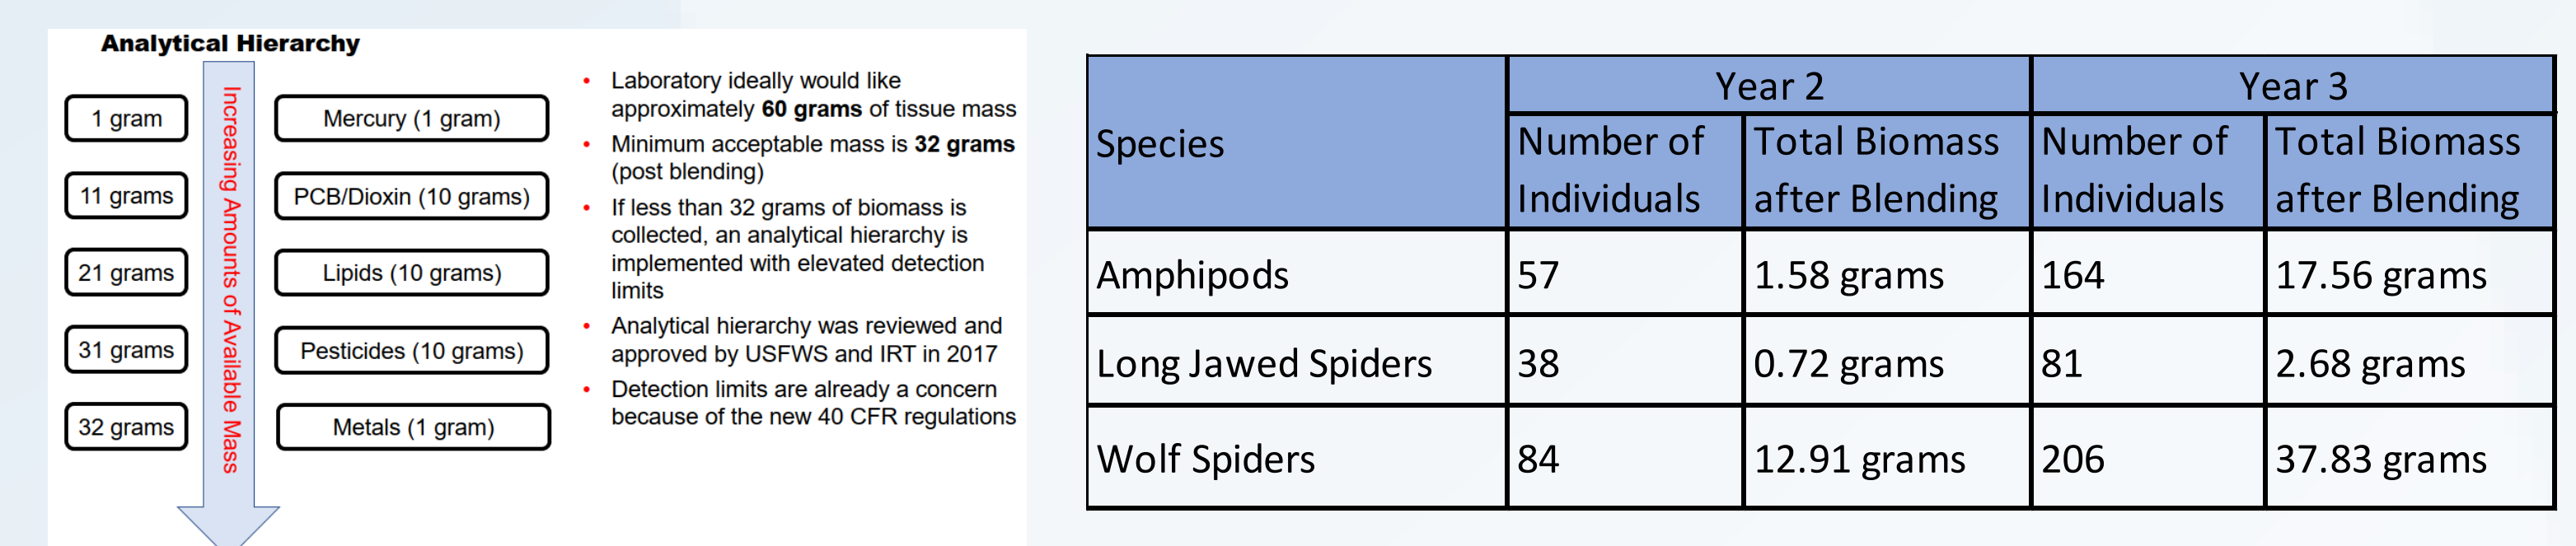 Analytical Hierarchy
Increasing Amounts of Available Mass
1 gram
Mercury (1 gram)
11 grams
PCB/Dioxin (10 grams)
21 grams
Lipids (10 grams)
31 grams
Pesticides (10 grams)
32 grams
Metals (1 gram)
• Laboratory ideally would like
approximately 60 grams of tissue mass
• Minimum acceptable mass is 32 grams
(post blending)
• If less than 32 grams of biomass is
collected, an analytical hierarchy is
implemented with elevated detection
limits
• Analytical hierarchy was reviewed and
approved by USFWS and IRT in 2017
• Detection limits are already a concern
because of the new 40 CFR regulations
Species
Year 2
Year 3
Number of
Individuals
Total Biomass
after Blending
Number of
Individuals
Total Biomass
after Blending
Amphipods 57 1.58 grams 164 17.56 grams
Long Jawed Spiders 38 0.72 grams 81 2.68 grams
Wolf Spiders 84 12.91 grams 206 37.83 grams